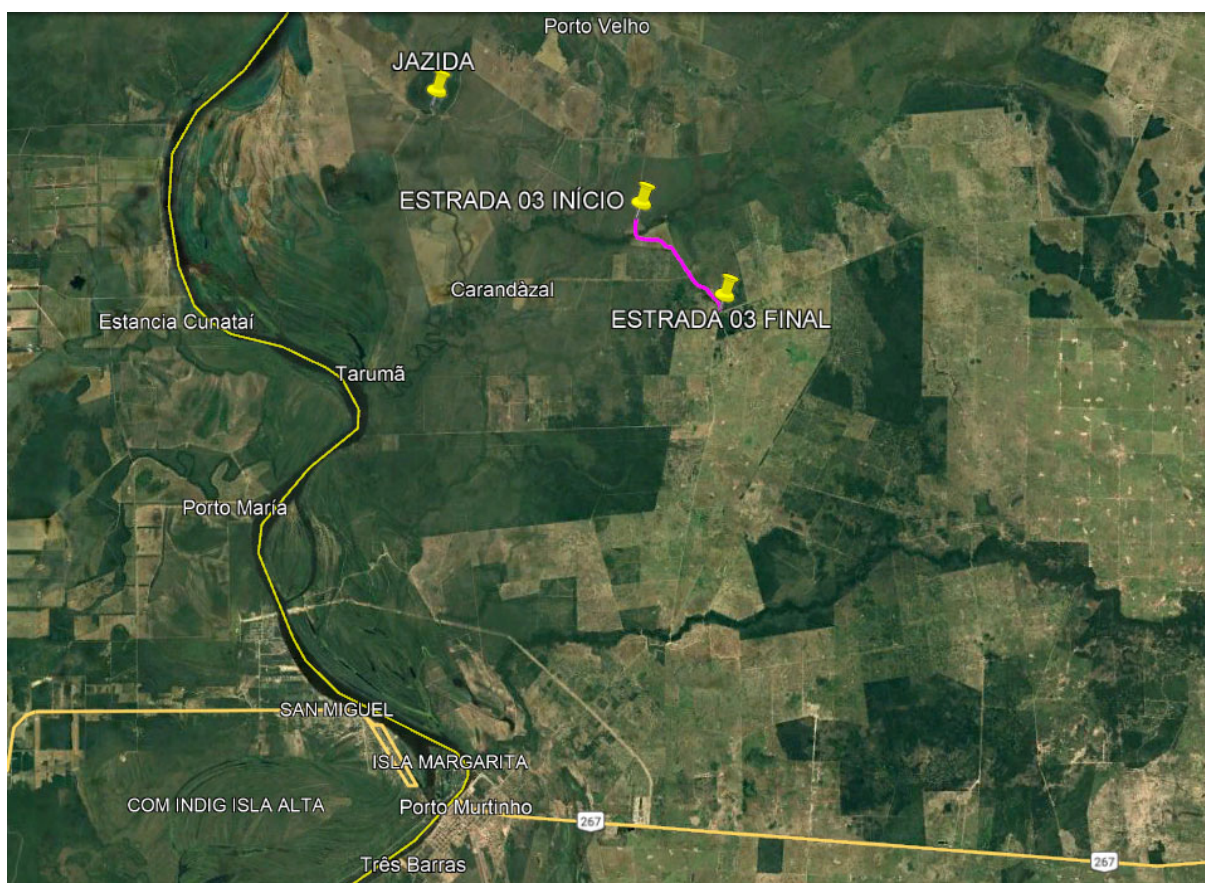 Porto Velho
JAZIDA
ESTRADA 03 INÍCIO
Carandàzal
ESTRADA 03 FINAL
Estancia Cunataí
Tarumã
Porto María
SAN MIGUEL
ISLA MARGARITA
COM INDIG ISLA ALTA
Porto Murtinho
267
267
Três Barras